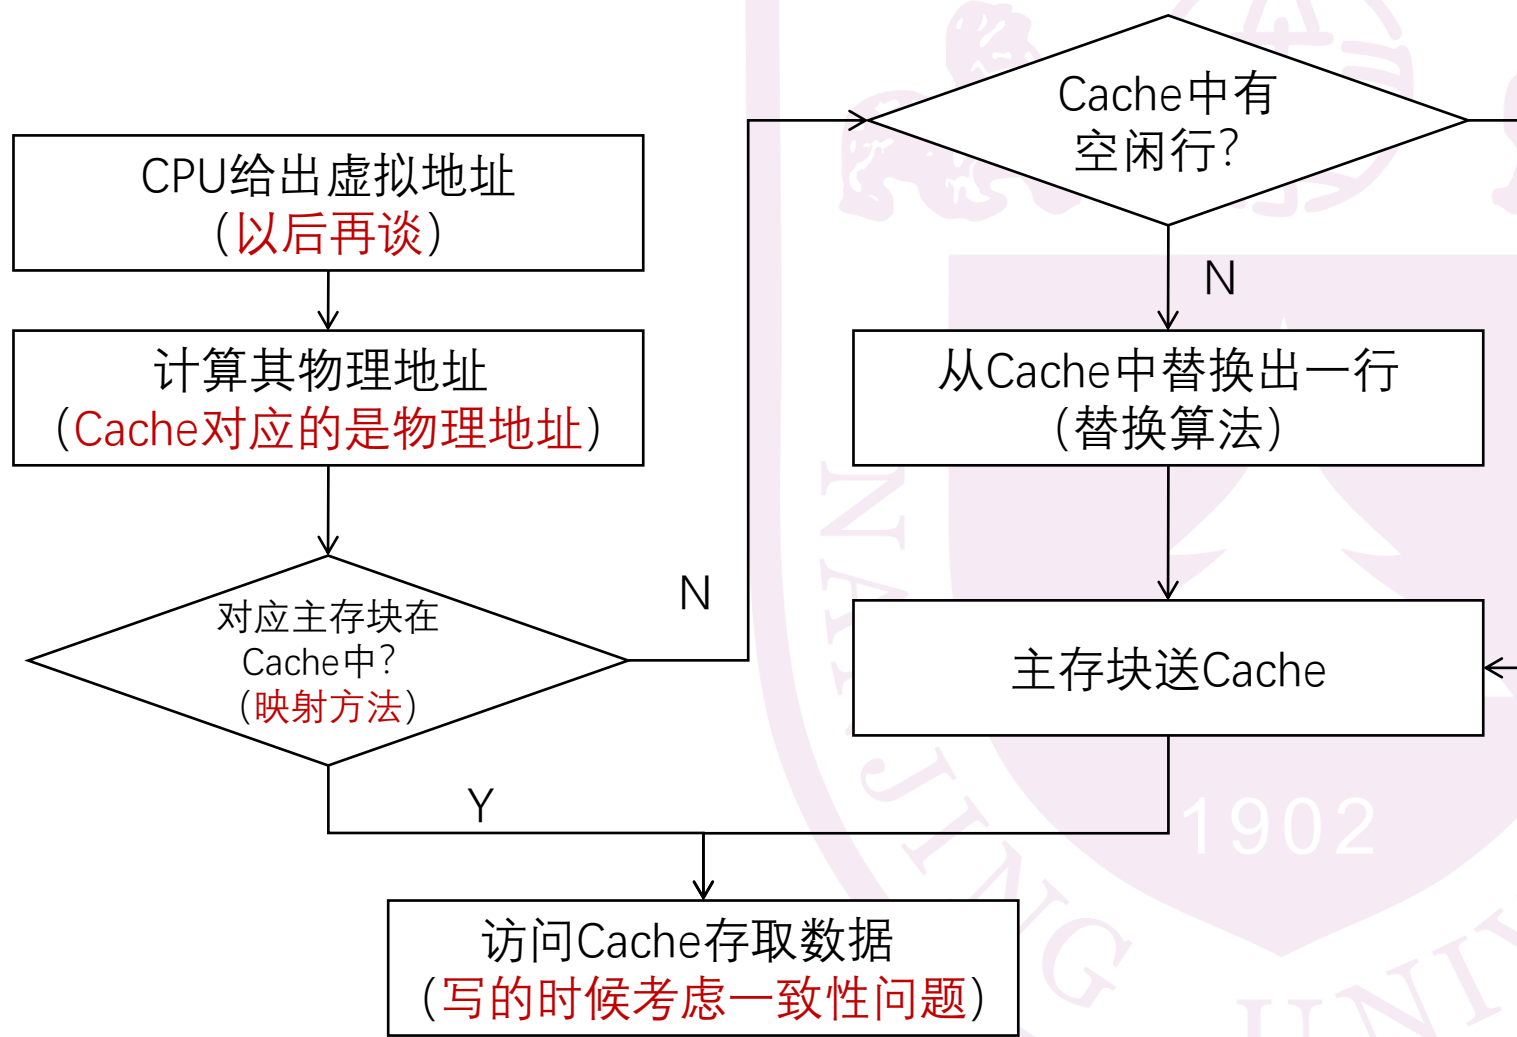 CPU给出虚拟地址
（以后再谈）
计算其物理地址
（Cache对应的是物理地址）
对应主存块在
Cache中？
（映射方法）
N
Y
Cache中有
空闲行？
N
从Cache中替换出一行
（替换算法）
主存块送Cache
访问Cache存取数据
（写的时候考虑一致性问题）
NANJING UNIV
1902